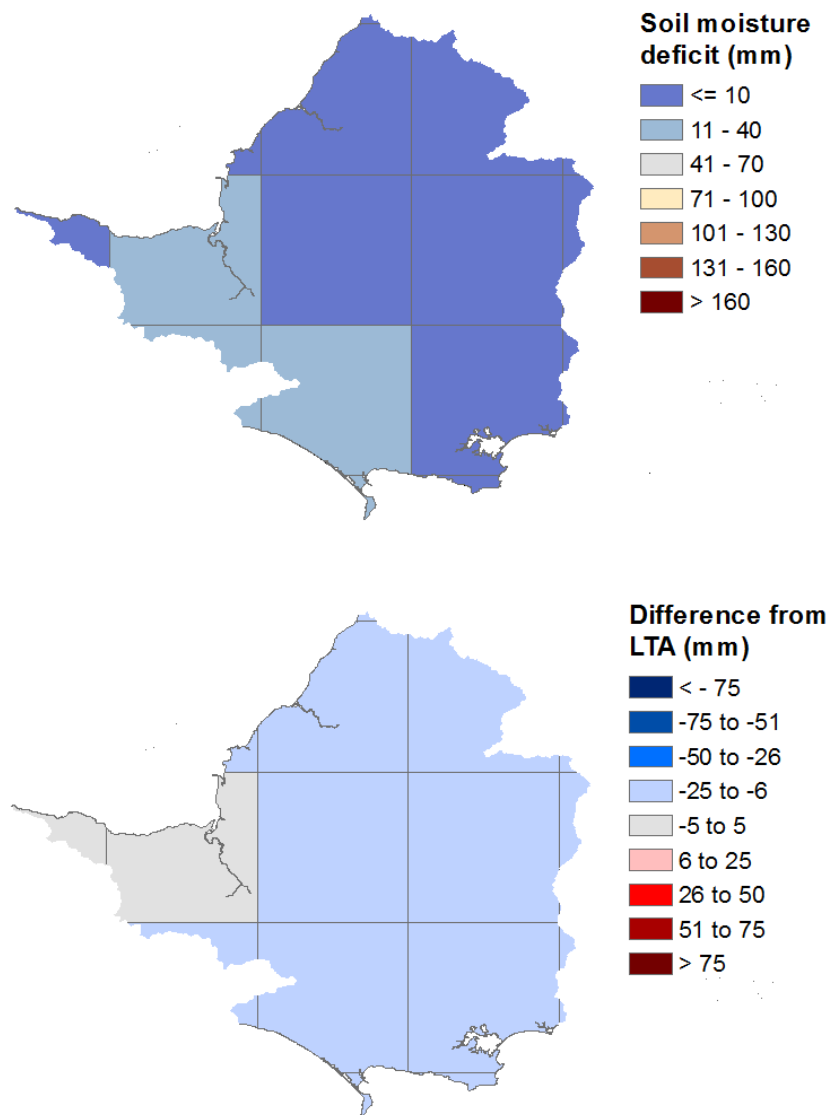 Soil moisture
deficit (mm)
<= 10
11 - 40
41 - 70
71 - 100
101 - 130
131 - 160
> 160
Difference from
LTA (mm)
< - 75
-75 to -51
-50 to -26
-25 to -6
-5 to 5
6 to 25
26 to 50
51 to 75
> 75